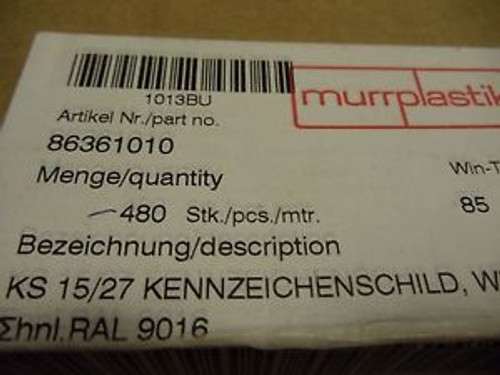 1013BU
murrplastik
Artikel Nr./part no.
86361010
Win-T
Menge/quantity
480 Stk./pcs./mtr.
85
Bezeichnung/description
KS 15/27 KENNZEICHENSCHILD, W
Σhnl.RAL 9016